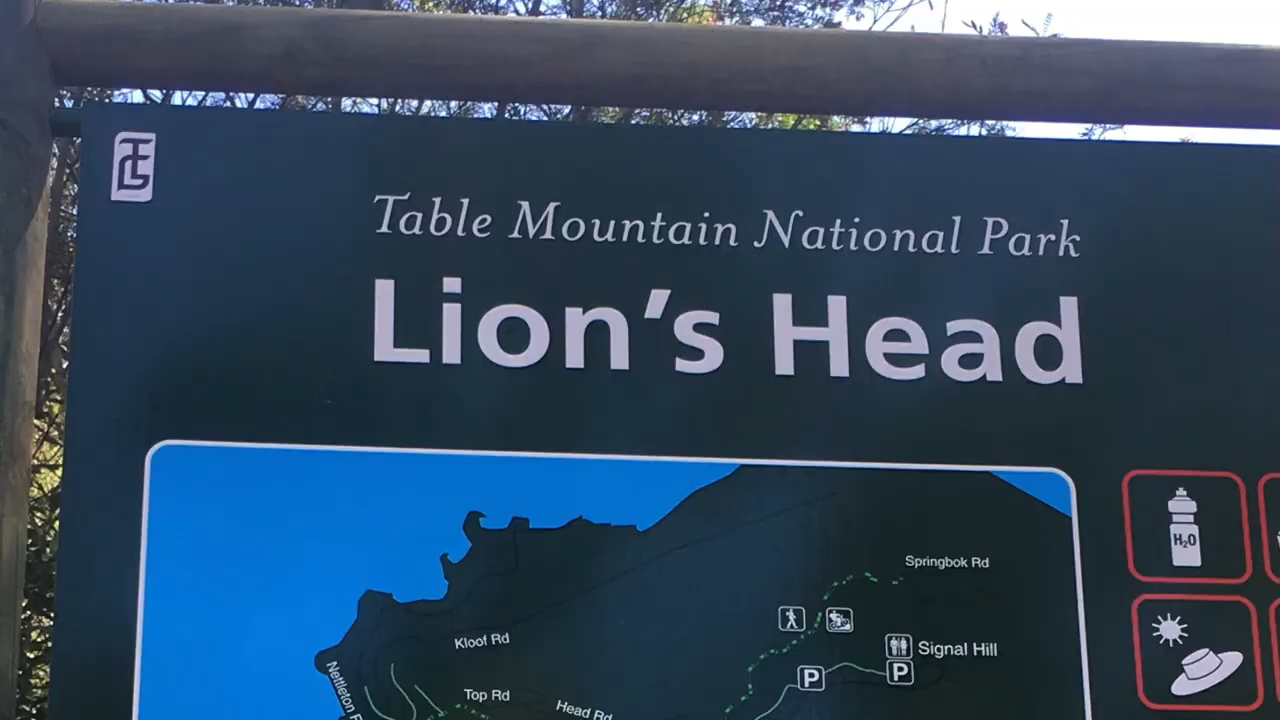 Table Mountain National Park
Lion's Head
H₂O
Springbok Rd
Kloof Rd
Signal Hill
P
P
Top Rd
Head Rd